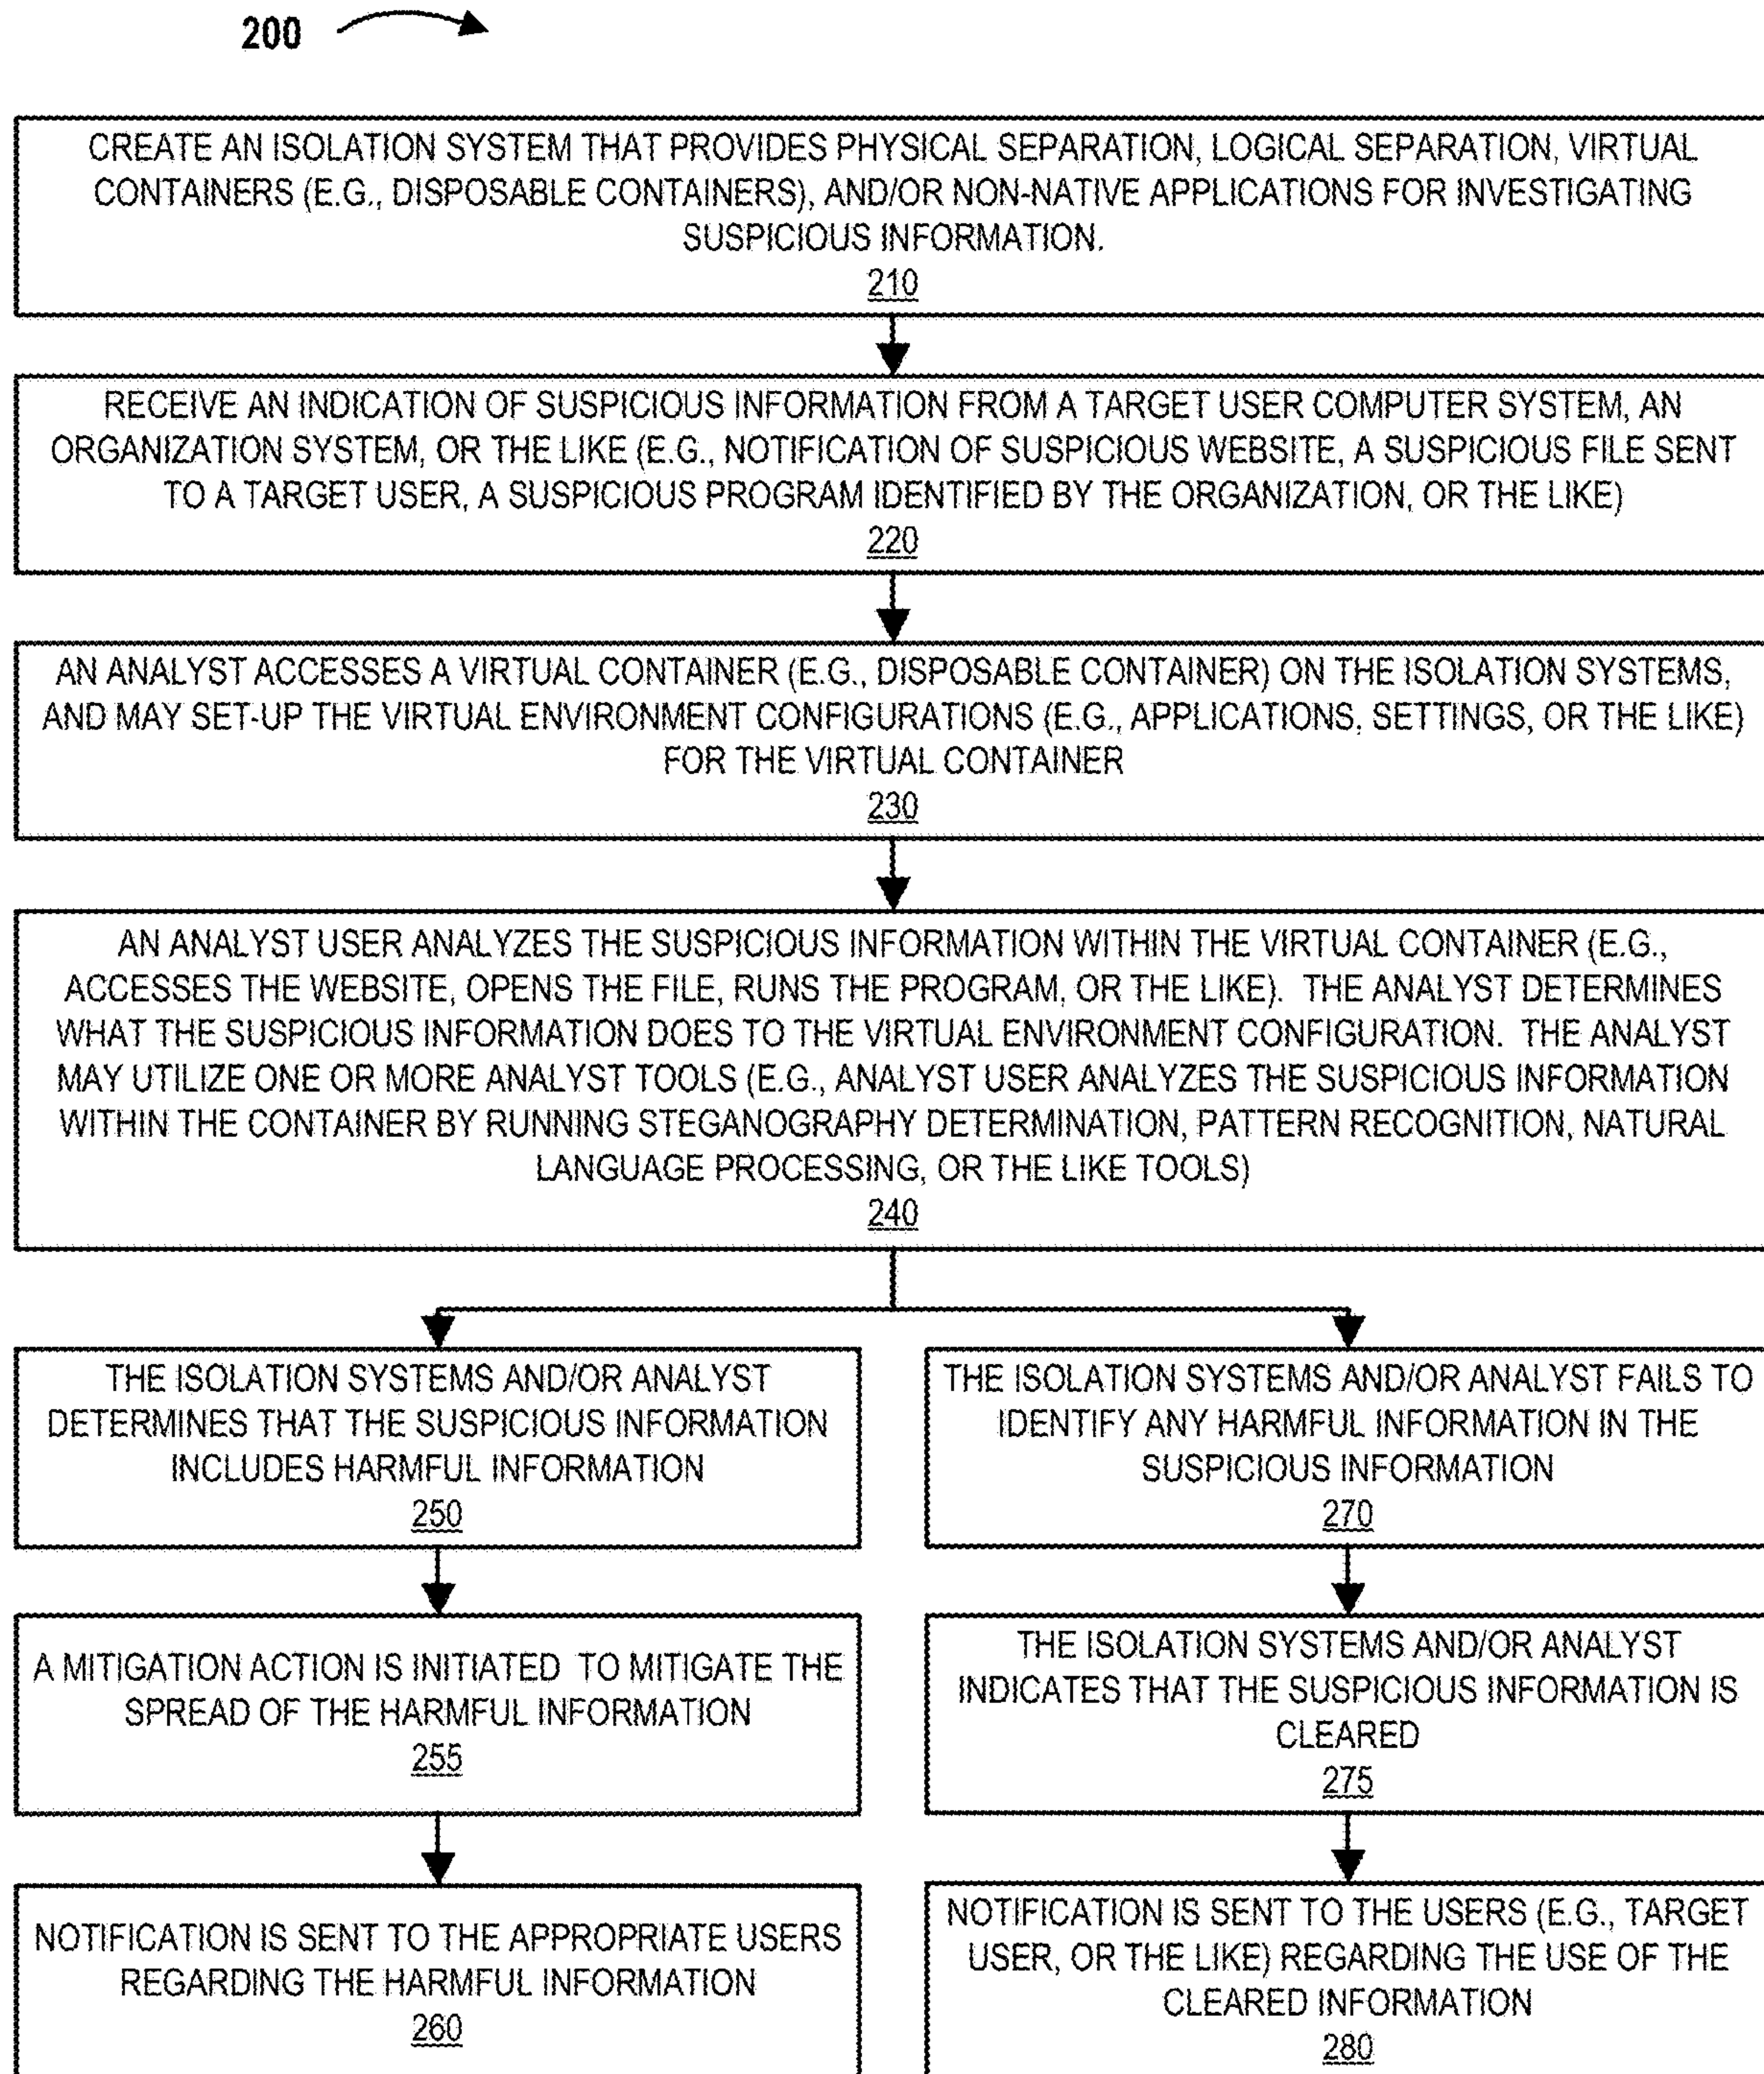 200
CREATE AN ISOLATION SYSTEM THAT PROVIDES PHYSICAL SEPARATION, LOGICAL SEPARATION, VIRTUAL
CONTAINERS (E.G., DISPOSABLE CONTAINERS), AND/OR NON-NATIVE APPLICATIONS FOR INVESTIGATING
SUSPICIOUS INFORMATION.
210
RECEIVE AN INDICATION OF SUSPICIOUS INFORMATION FROM A TARGET USER COMPUTER SYSTEM, AN
ORGANIZATION SYSTEM, OR THE LIKE (E.G., NOTIFICATION OF SUSPICIOUS WEBSITE, A SUSPICIOUS FILE SENT
TO A TARGET USER, A SUSPICIOUS PROGRAM IDENTIFIED BY THE ORGANIZATION, OR THE LIKE)
220
AN ANALYST ACCESSES A VIRTUAL CONTAINER (E.G., DISPOSABLE CONTAINER) ON THE ISOLATION SYSTEMS,
AND MAY SET-UP THE VIRTUAL ENVIRONMENT CONFIGURATIONS (E.G., APPLICATIONS, SETTINGS, OR THE LIKE)
FOR THE VIRTUAL CONTAINER
230
AN ANALYST USER ANALYZES THE SUSPICIOUS INFORMATION WITHIN THE VIRTUAL CONTAINER (E.G.,
ACCESSES THE WEBSITE, OPENS THE FILE, RUNS THE PROGRAM, OR THE LIKE). THE ANALYST DETERMINES
WHAT THE SUSPICIOUS INFORMATION DOES TO THE VIRTUAL ENVIRONMENT CONFIGURATION. THE ANALYST
MAY UTILIZE ONE OR MORE ANALYST TOOLS (E.G., ANALYST USER ANALYZES THE SUSPICIOUS INFORMATION
WITHIN THE CONTAINER BY RUNNING STEGANOGRAPHY DETERMINATION, PATTERN RECOGNITION, NATURAL
LANGUAGE PROCESSING, OR THE LIKE TOOLS)
240
THE ISOLATION SYSTEMS AND/OR ANALYST
DETERMINES THAT THE SUSPICIOUS INFORMATION
INCLUDES HARMFUL INFORMATION
250
A MITIGATION ACTION IS INITIATED TO MITIGATE THE
SPREAD OF THE HARMFUL INFORMATION
255
NOTIFICATION IS SENT TO THE APPROPRIATE USERS
REGARDING THE HARMFUL INFORMATION
260
THE ISOLATION SYSTEMS AND/OR ANALYST FAILS TO
IDENTIFY ANY HARMFUL INFORMATION IN THE
SUSPICIOUS INFORMATION
270
THE ISOLATION SYSTEMS AND/OR ANALYST
INDICATES THAT THE SUSPICIOUS INFORMATION IS
CLEARED
275
NOTIFICATION IS SENT TO THE USERS (E.G., TARGET
USER, OR THE LIKE) REGARDING THE USE OF THE
CLEARED INFORMATION
280